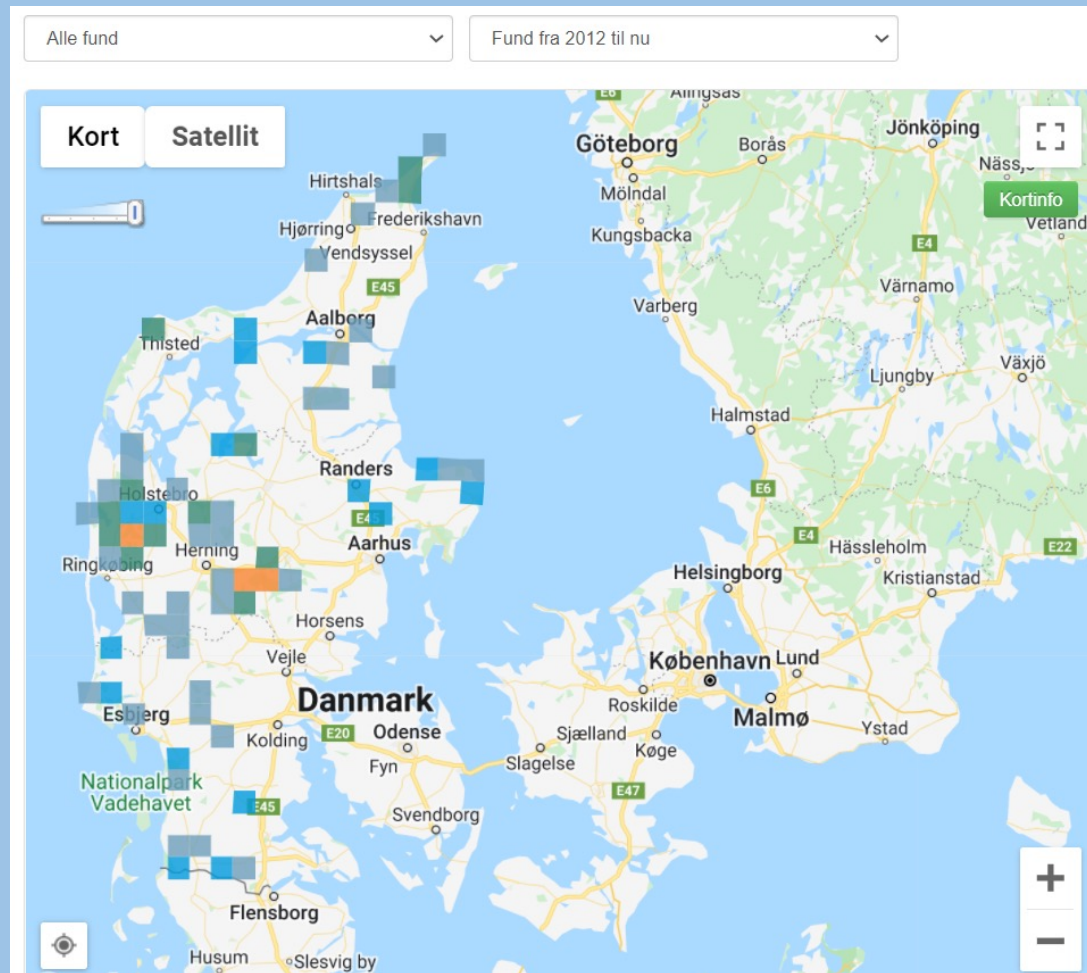 Alle fund
Fund fra 2012 til nu
Kort
Satellit
Kortinfo
E6
Alingsås
Göteborg
Borås
Jönköping
Mölndal
Hirtshals
Kungsbacka
Vetland
Hjørring
Frederikshavn
Vendsyssel
E4
E45
Värnamo
Varberg
Aalborg
Thisted
Ljungby
Växjö
Halmstad
Randers
Holstebro
E6
E45
Aarhus
E4
E22
Hässleholm
Herning
Ringkøbing
Helsingborg
Kristianstad
Horsens
Vejle
København
Lund
Danmark
Roskilde
Malmø
Esbjerg
Kolding
E20
Odense
Sjælland
Ystad
Køge
Fyn
Slagelse
Nationalpark
Vadehavet
E45
E47
Svendborg
Flensborg
Husum
Slesvig by